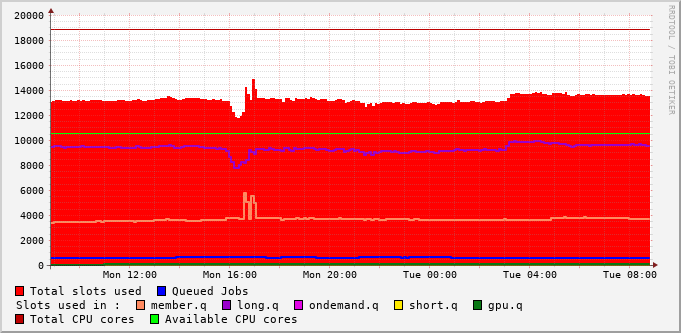 20000
18000
16000
14000
12000
10000
8000
6000
4000
2000
0
Mon 12:00 Mon 16:00 Mon 20:00 Tue 00:00 Tue 04:00 Tue 08:00
Total slots used Queued Jobs
Slots used in : member.q long.q ondemand.q short.q gpu.q
Total CPU cores Available CPU cores
RRDTOOL / TOBI OETIKER